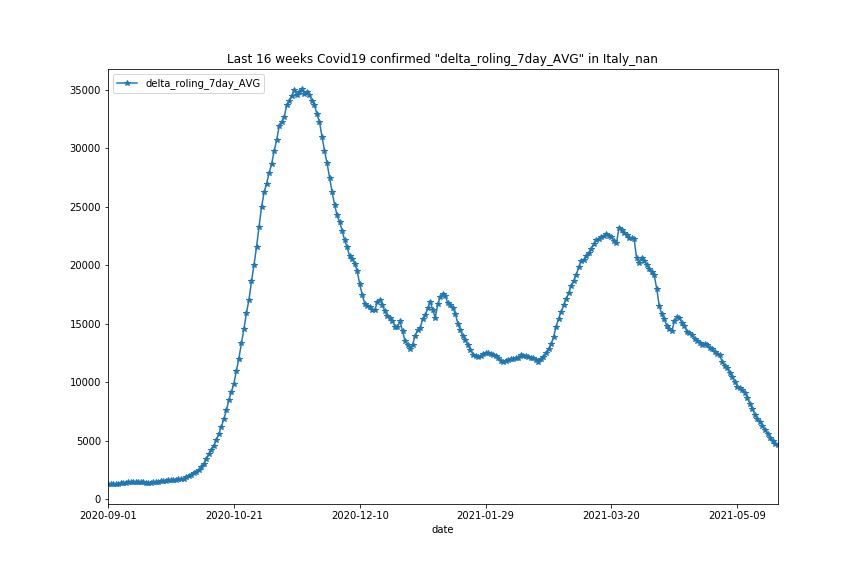 Last 16 weeks Covid19 confirmed "delta_roling_7day_AVG" in Italy_nan
delta_roling_7day_AVG
35000
30000
25000
20000
15000
10000
5000
0
2020-09-01 2020-10-21 2020-12-10 2021-01-29 2021-03-20 2021-05-09
date